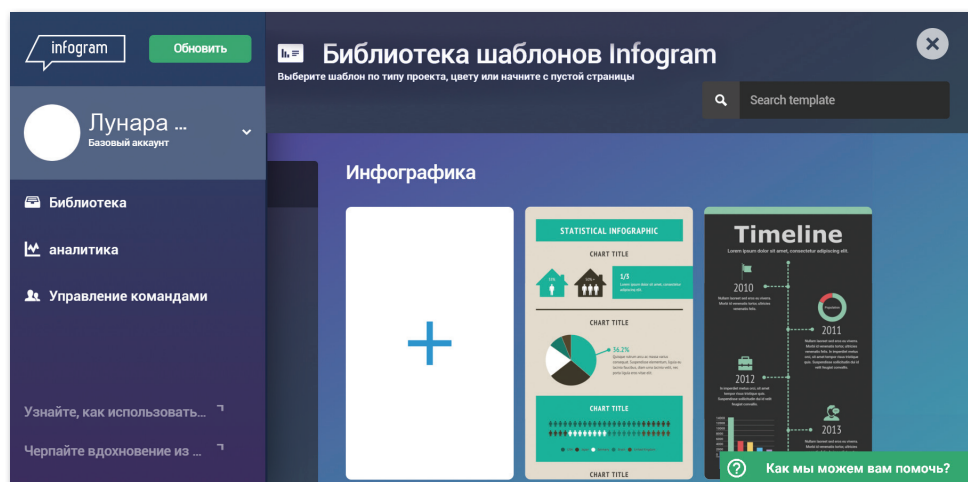 infogram
Обновить
Лунара ...
Базовый аккаунт
Библиотека
аналитика
Управление командами
Узнайте, как использовать...
Черпайте вдохновение из ...
Библиотека шаблонов Infogram
Выберите шаблон по типу проекта, цвету или начните с пустой страницы
Search template
Инфографика
STATISTICAL INFOGRAPHIC
CHART TITLE
1/3
CHART TITLE
56.2%
CHART TITLE
CHART TITLE
Timeline
Lorem ipsum dolor sit amet, consectetur adipiscing elit.
2010
2011
2012
2013
Как мы можем вам помочь?